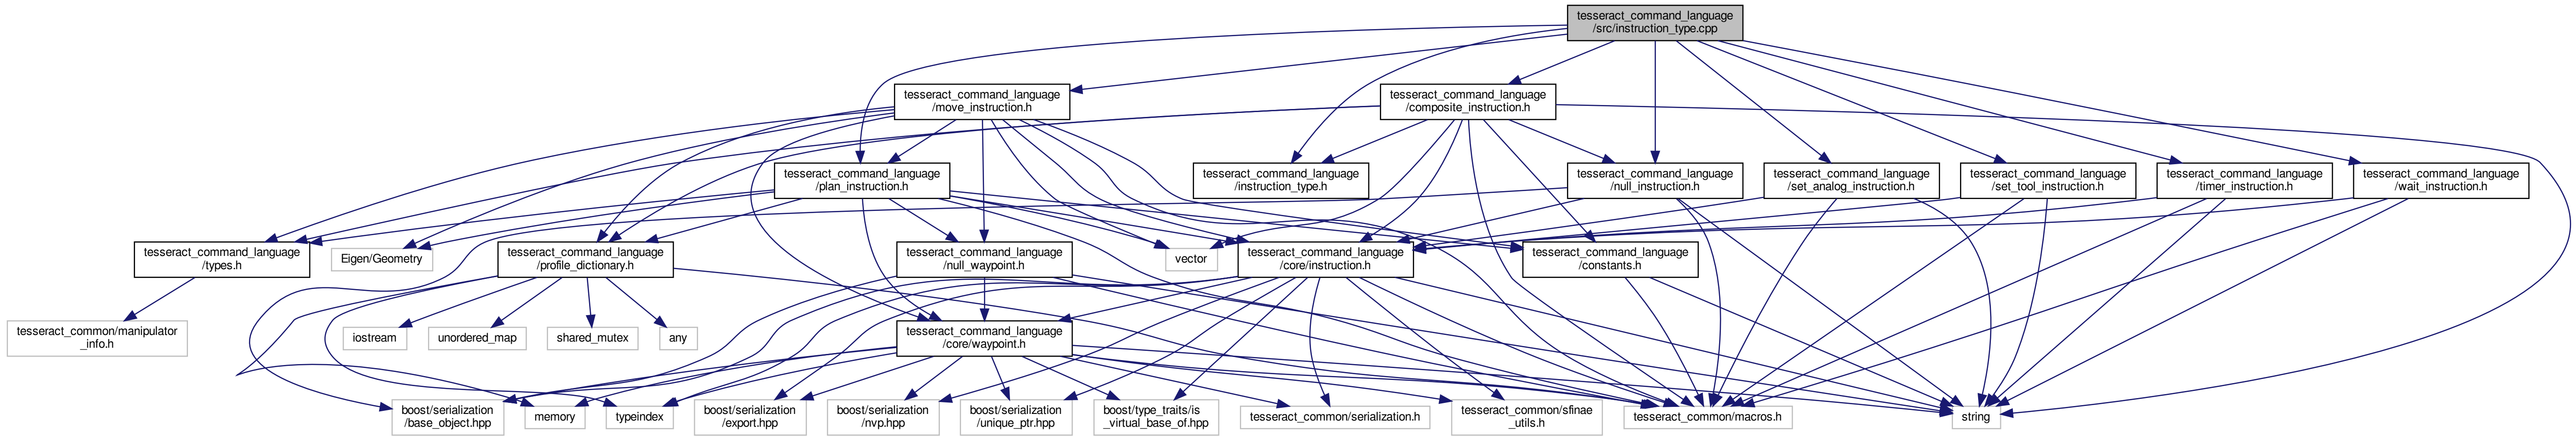 tesseract_command_language
/src/instruction_type.cpp
tesseract_command_language
/move_instruction.h
tesseract_command_language
/composite_instruction.h
tesseract_command_language
/plan_instruction.h
tesseract_command_language
/instruction_type.h
tesseract_command_language
/null_instruction.h
tesseract_command_language
/set_analog_instruction.h
tesseract_command_language
/set_tool_instruction.h
tesseract_command_language
/timer_instruction.h
tesseract_command_language
/wait_instruction.h
tesseract_command_language
/types.h
Eigen/Geometry
tesseract_command_language
/profile_dictionary.h
tesseract_command_language
/null_waypoint.h
vector
tesseract_command_language
/core/instruction.h
tesseract_command_language
/constants.h
tesseract_common/manipulator
_info.h
iostream
unordered_map
shared_mutex
any
tesseract_command_language
/core/waypoint.h
boost/serialization
/base_object.hpp
memory
typeindex
boost/serialization
/export.hpp
boost/serialization
/nvp.hpp
boost/serialization
/unique_ptr.hpp
boost/type_traits/is
_virtual_base_of.hpp
tesseract_common/serialization.h
tesseract_common/sfinae
_utils.h
tesseract_common/macros.h
string